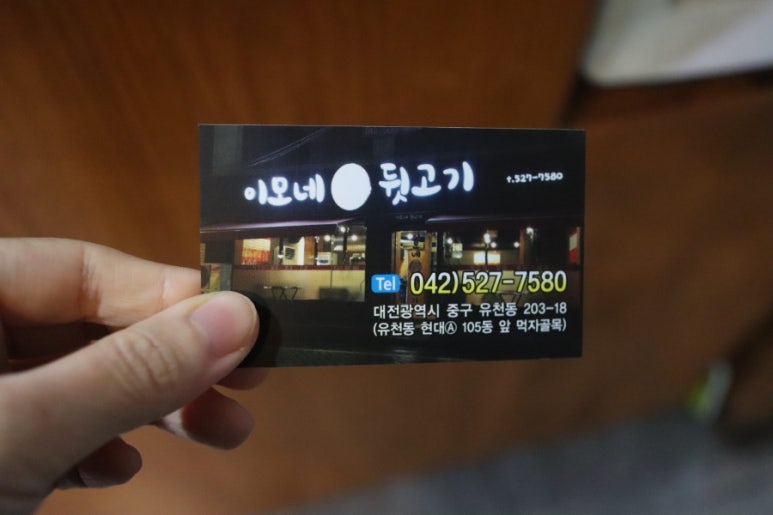 이모네 뒷고기
T.527-7580
Tel 042)527-7580
대전광역시 중구 유천동 203-18
(유천동 현대Ⓐ 105동 앞 먹자골목)